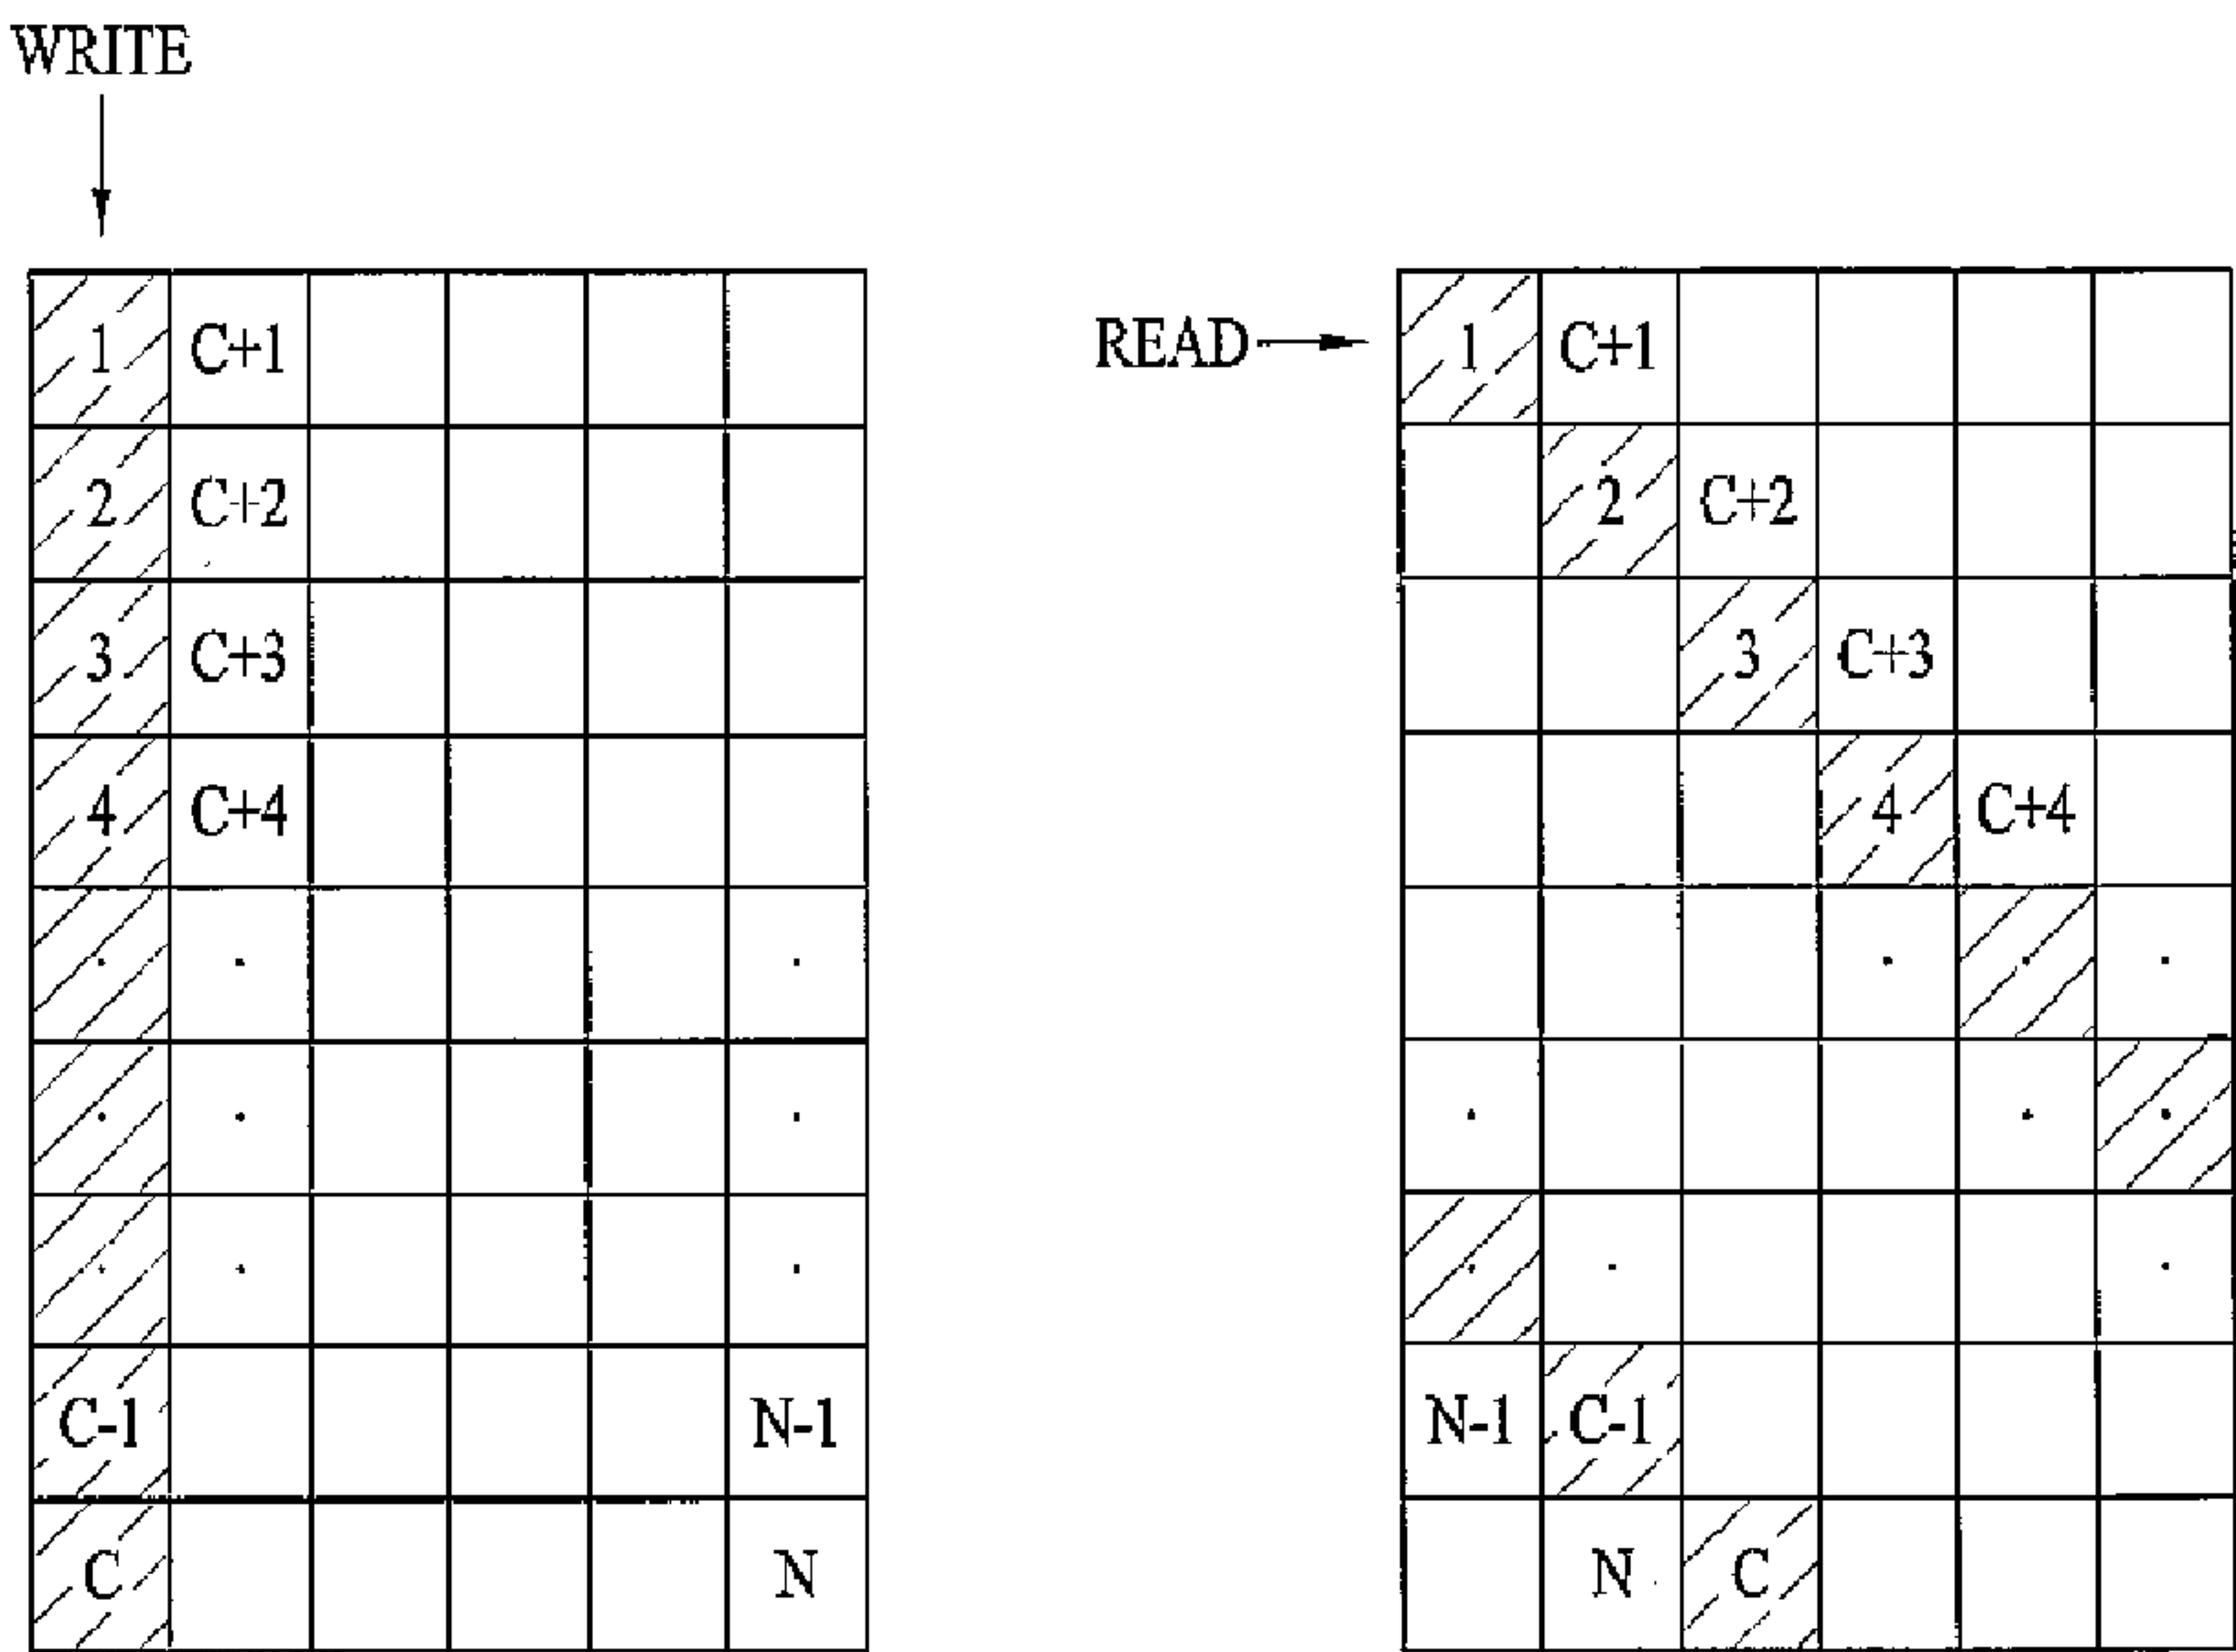 WRITE
READ
1 C+1
2 C+2
3 C+3
4 C+4
C-1 N-1
C N
1 C+1
2 C+2
3 C+3
4 C+4
N-1 C-1
N C